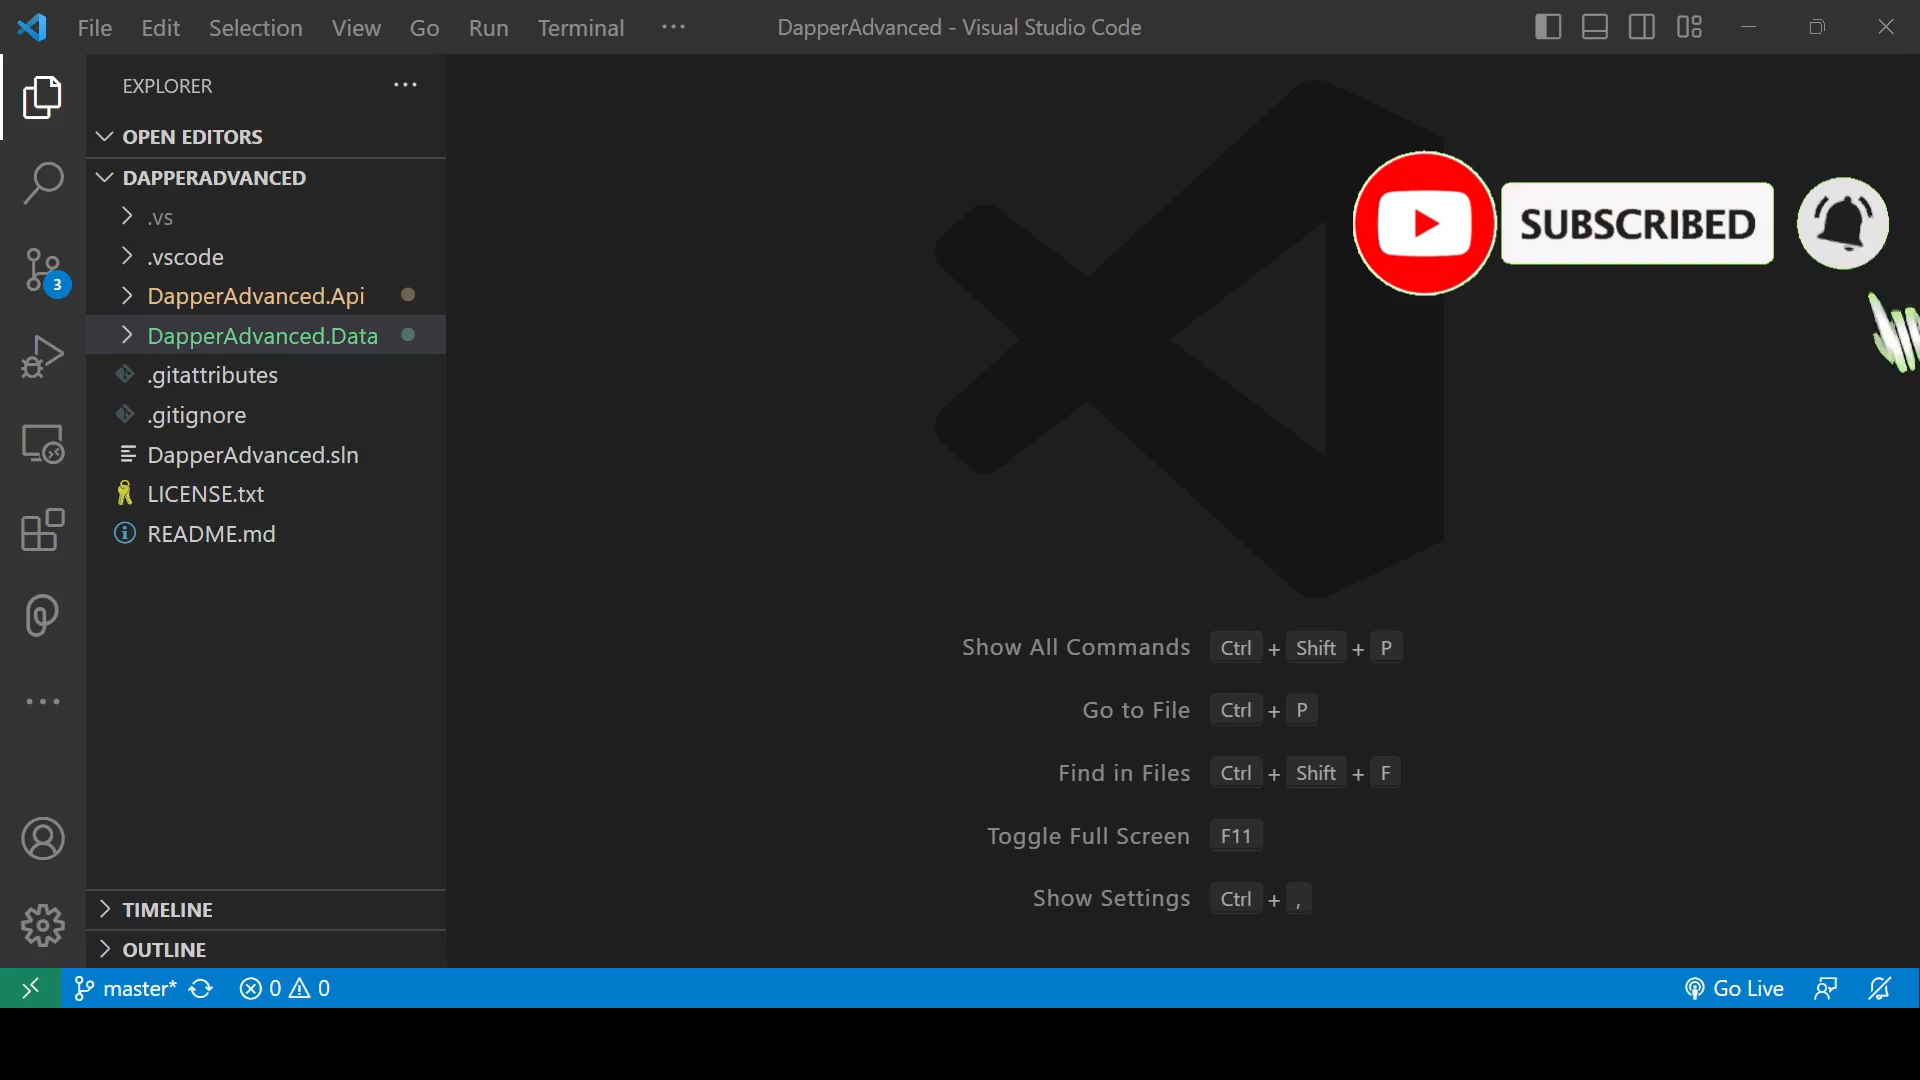 File Edit Selection View Go Run Terminal ··· DapperAdvanced - Visual Studio Code
EXPLORER ···
OPEN EDITORS
DAPPERADVANCED
.vs
.vscode
DapperAdvanced.Api
DapperAdvanced.Data
.gitattributes
.gitignore
DapperAdvanced.sln
LICENSE.txt
README.md
TIMELINE
OUTLINE
3
SUBSCRIBED
Show All Commands Ctrl + Shift + P
Go to File Ctrl + P
Find in Files Ctrl + Shift + F
Toggle Full Screen F11
Show Settings Ctrl + ,
master* 0 0 Go Live